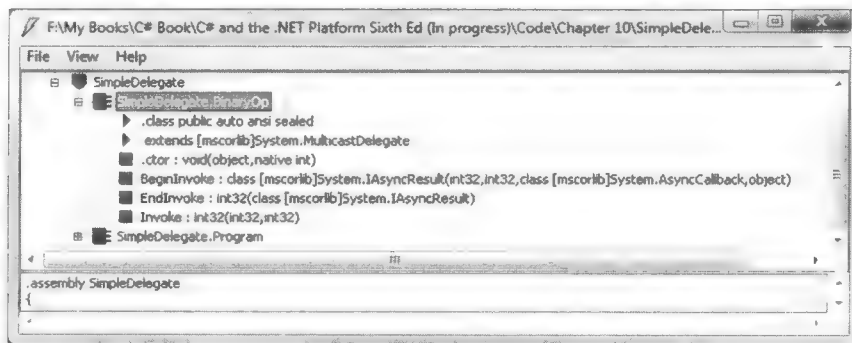 F:\My Books\C# Book\C# and the .NET Platform Sixth Ed (In progress)\Code\Chapter 10\SimpleDele...
File View Help
SimpleDelegate
SimpleDelegate.BinaryOp
.class public auto ansi sealed
extends [mscorlib]System.MulticastDelegate
.ctor : void(object,native int)
BeginInvoke : class [mscorlib]System.IAsyncResult(int32,int32,class [mscorlib]System.AsyncCallback,object)
EndInvoke : int32(class [mscorlib]System.IAsyncResult)
Invoke : int32(int32,int32)
SimpleDelegate.Program
.assembly SimpleDelegate
{